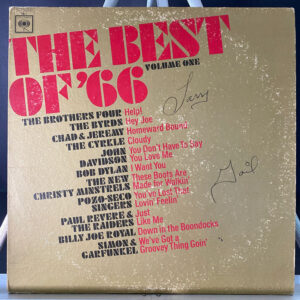 THE BEST
OF '66
VOLUME ONE
THE BROTHERS FOUR Help!
THE BYRDS Hey Joe
CHAD & JEREMY Homeward Bound
THE CYRKLE Cloudy
JOHN DAVIDSON You Don't Have To Say
You Love Me
BOB DYLAN I Want You
THE NEW CHRISTY MINSTRELS These Boots Are
Made for Walkin'
POZO-SECO SINGERS You've Lost That
Lovin' Feelin'
PAUL REVERE & THE RAIDERS Just
Like Me
BILLY JOE ROYAL Down in the Boondocks
SIMON & GARFUNKEL We've Got a
Groovey Thing Goin'
Gail